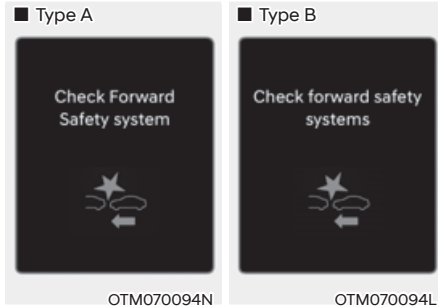 ■ Type A
Check Forward
Safety system
OTM070094N
■ Type B
Check forward safety
systems
OTM070094L